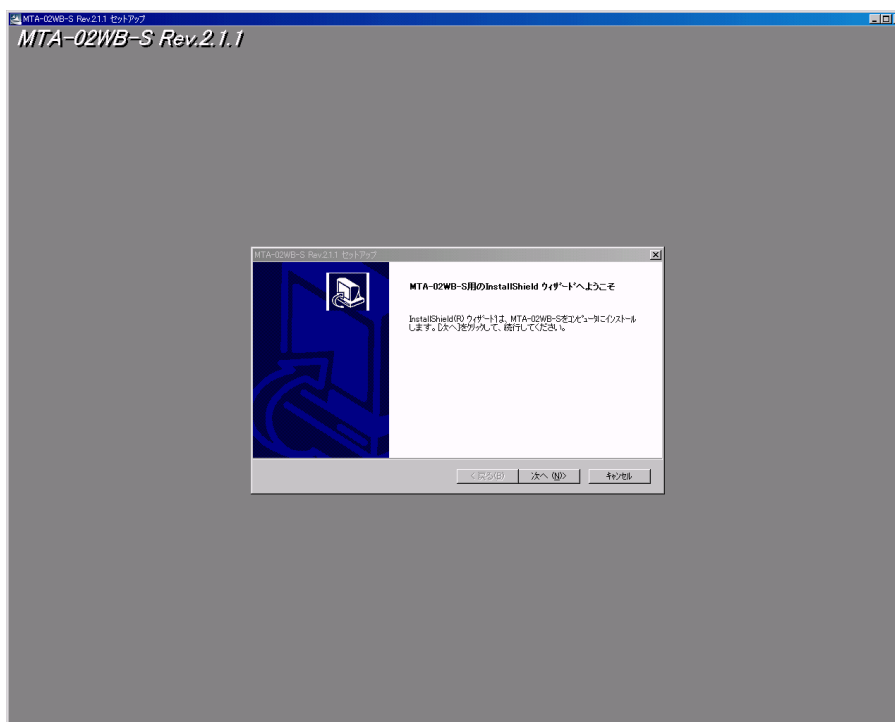 MTA-02WB-S Rev.2.1.1 セットアップ
MTA-02WB-S Rev.2.1.1
MTA-02WB-S Rev.2.1.1 セットアップ
MTA-02WB-S用のInstallShield ウィザードへようこそ
InstallShield(R) ウィザードは、MTA-02WB-Sをコンピュータにインストール
します。[次へ]をクリックして、続行してください。
<戻る(B)
次へ (N)>
キャンセル